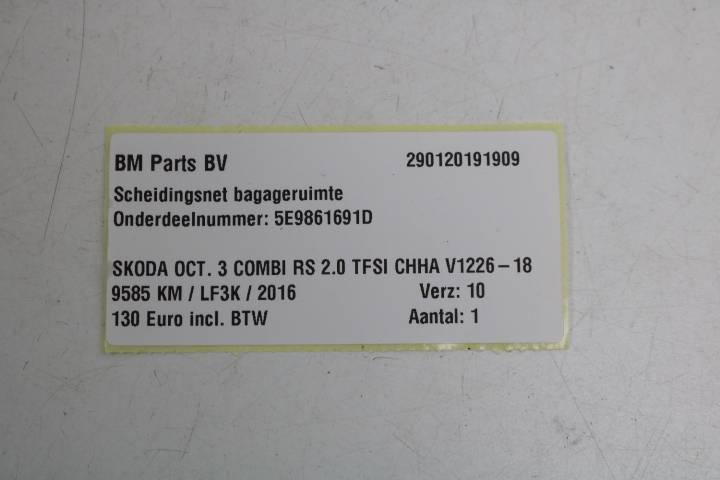 BM Parts BV 290120191909
Scheidingsnet bagageruimte
Onderdeelnummer: 5E9861691D
SKODA OCT. 3 COMBI RS 2.0 TFSI CHHA V1226-18
9585 KM / LF3K / 2016 Verz: 10
130 Euro incl. BTW Aantal: 1